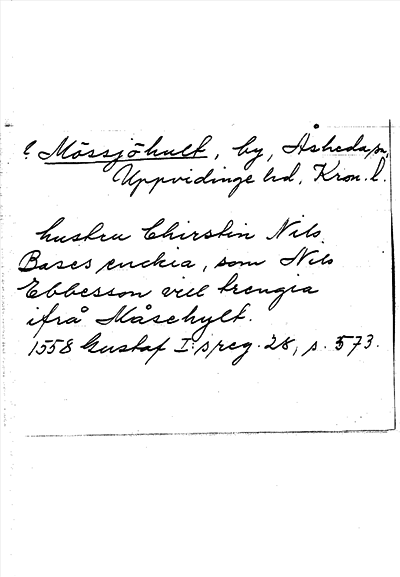 ? Mössjöhult, by, Åsheda sn,
Uppvidinge hd, Kron. l.
hustru Chirstin Nils
Bases enckia, som Nils
Ebbesson vill trengia
ifrå Måsehylt.
1558 Gustaf I:s reg. 28, s. 573.